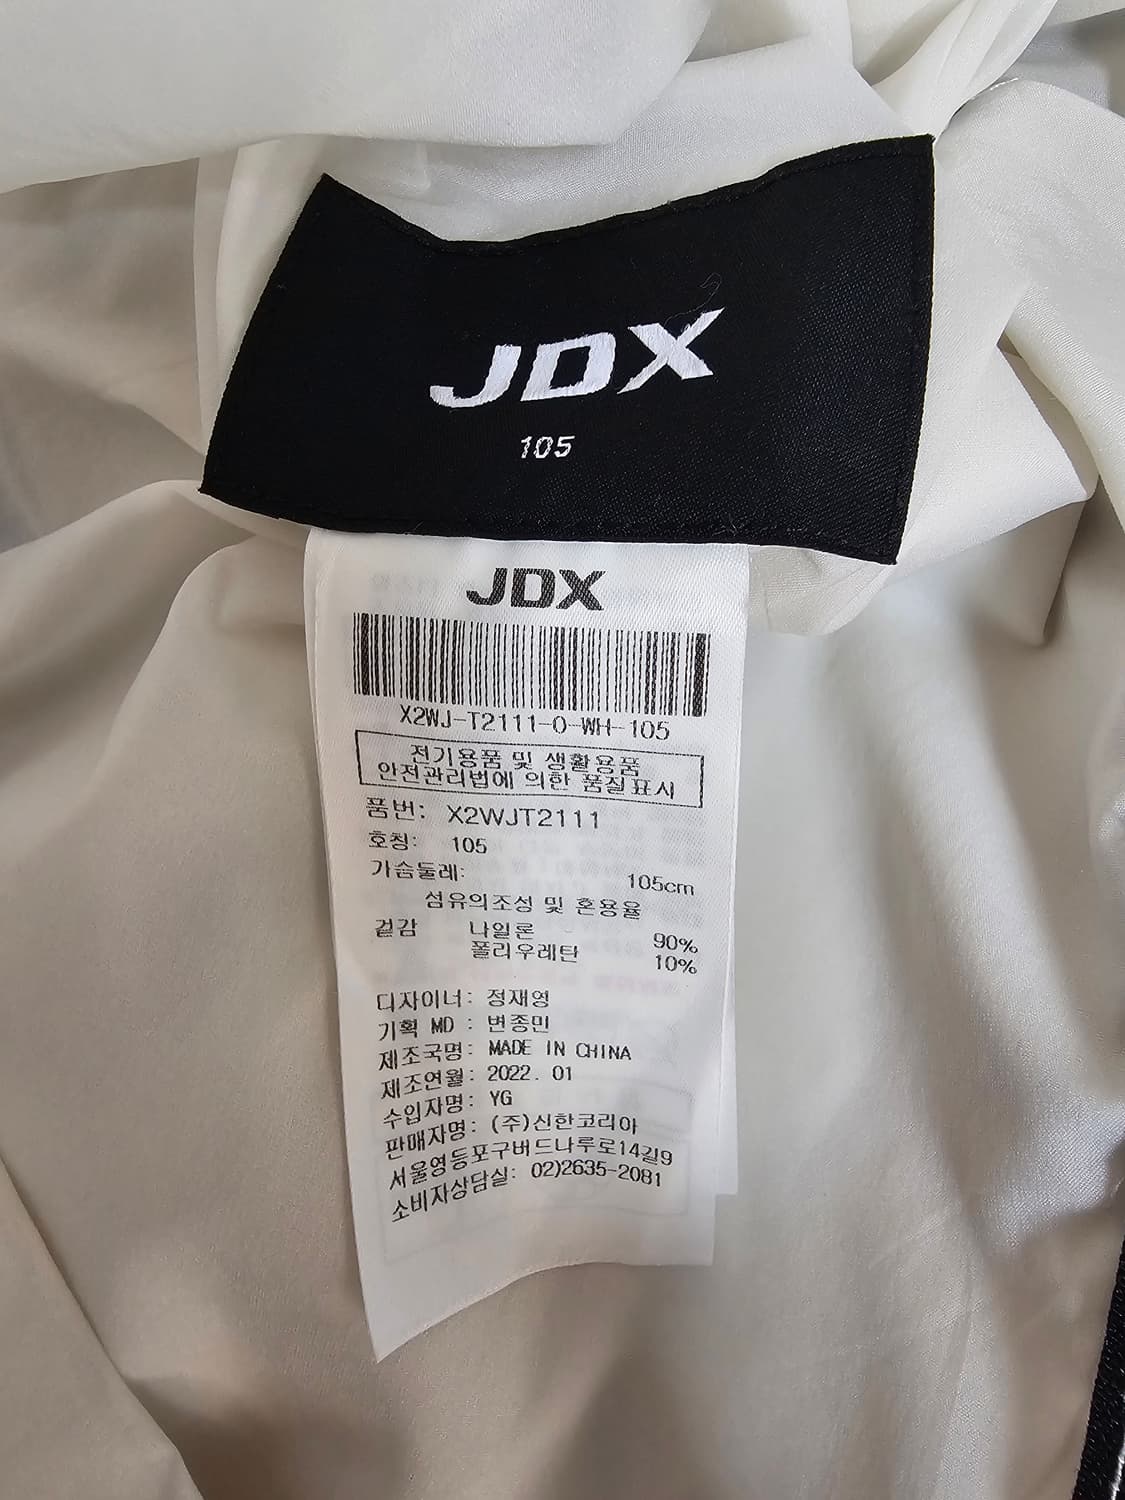 JDX
105
JDX
X2WJ-T2111-0-WH-105
전기용품 및 생활용품
안전관리법에 의한 품질표시
품번: X2WJT2111
호칭: 105
가슴둘레: 105cm
섬유의조성 및 혼용율
겉감 나일론 90%
폴리우레탄 10%
디자이너: 정재영
기획 MD : 변종민
제조국명: MADE IN CHINA
제조연월: 2022. 01
수입자명: YG
판매자명: (주)신한코리아
서울영등포구버드나루로14길9
소비자상담실: 02)2635-2081